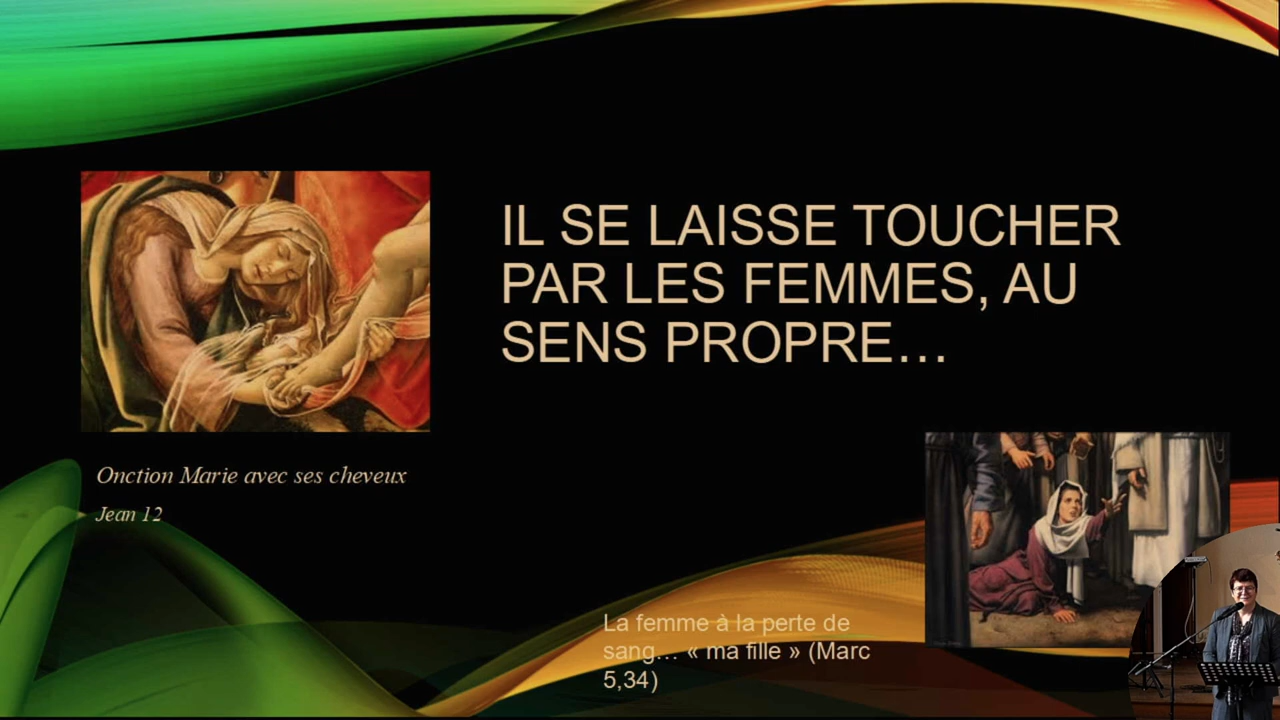 IL SE LAISSE TOUCHER
PAR LES FEMMES, AU
SENS PROPRE…
Onction Marie avec ses cheveux
Jean 12
La femme à la perte de
sang… « ma fille » (Marc
5,34)